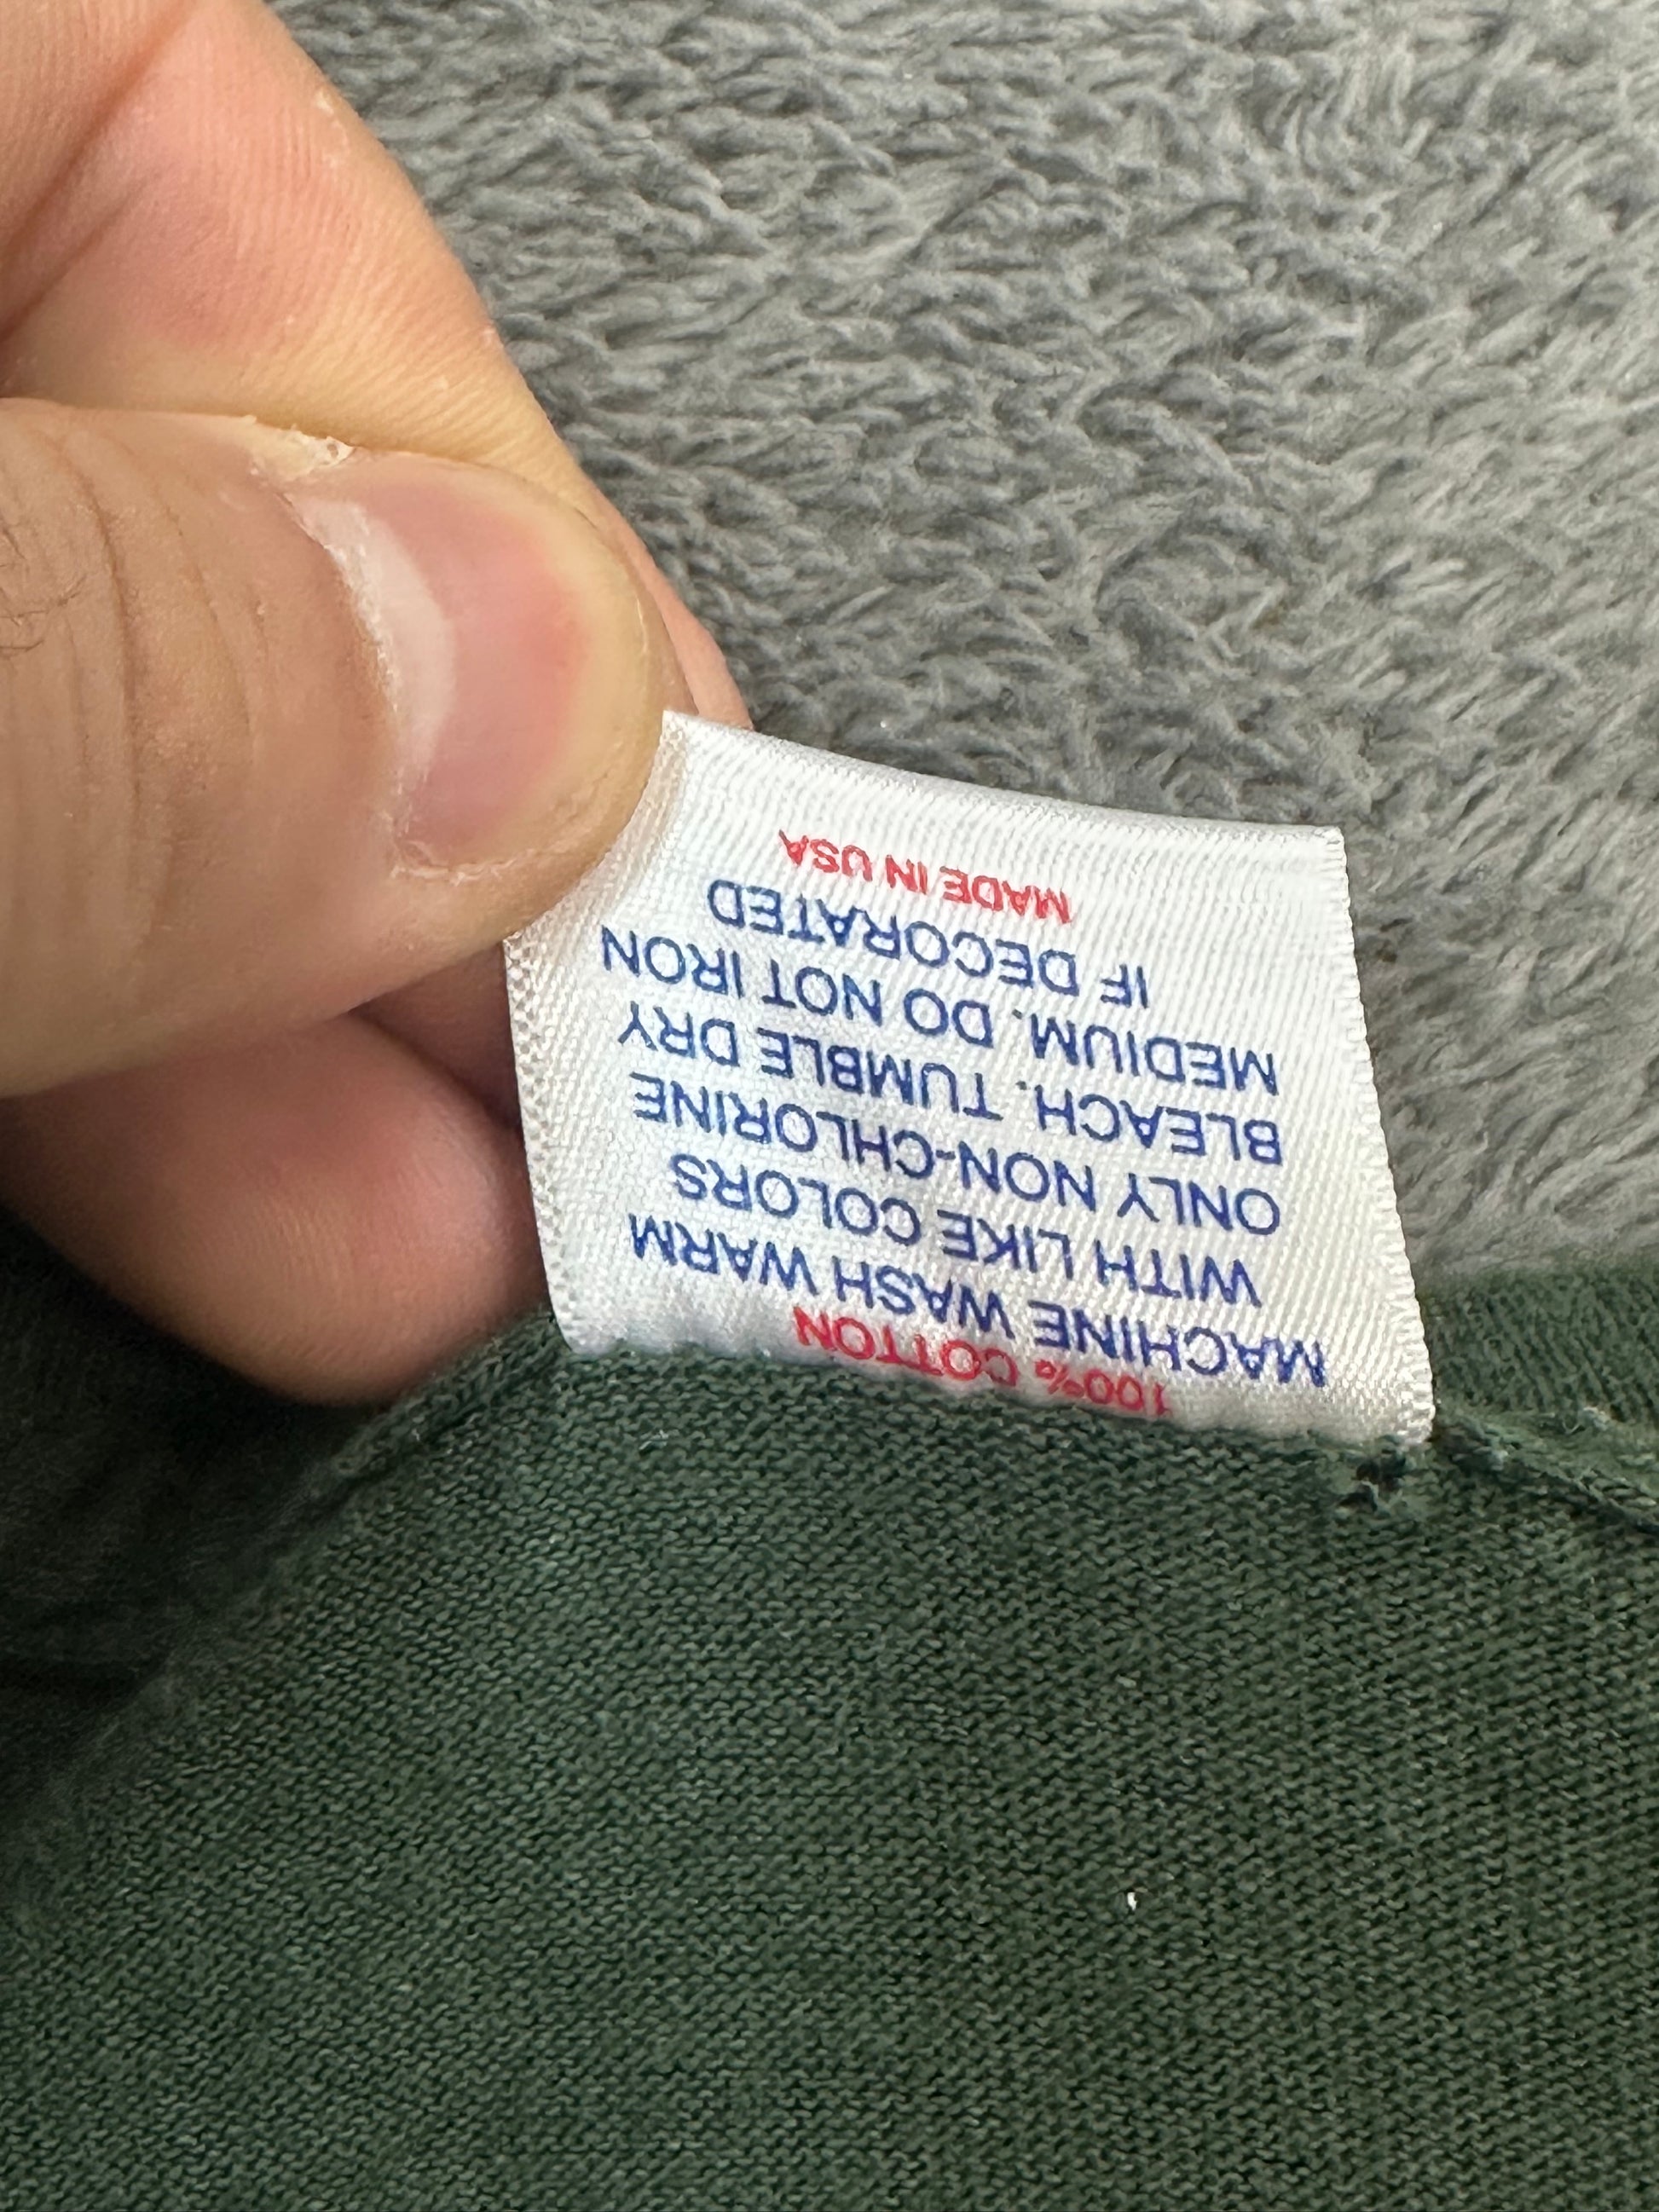 100% COTTON
MACHINE WASH WARM
WITH LIKE COLORS
ONLY NON-CHLORINE
BLEACH. TUMBLE DRY
MEDIUM. DO NOT IRON
IF DECORATED
MADE IN USA